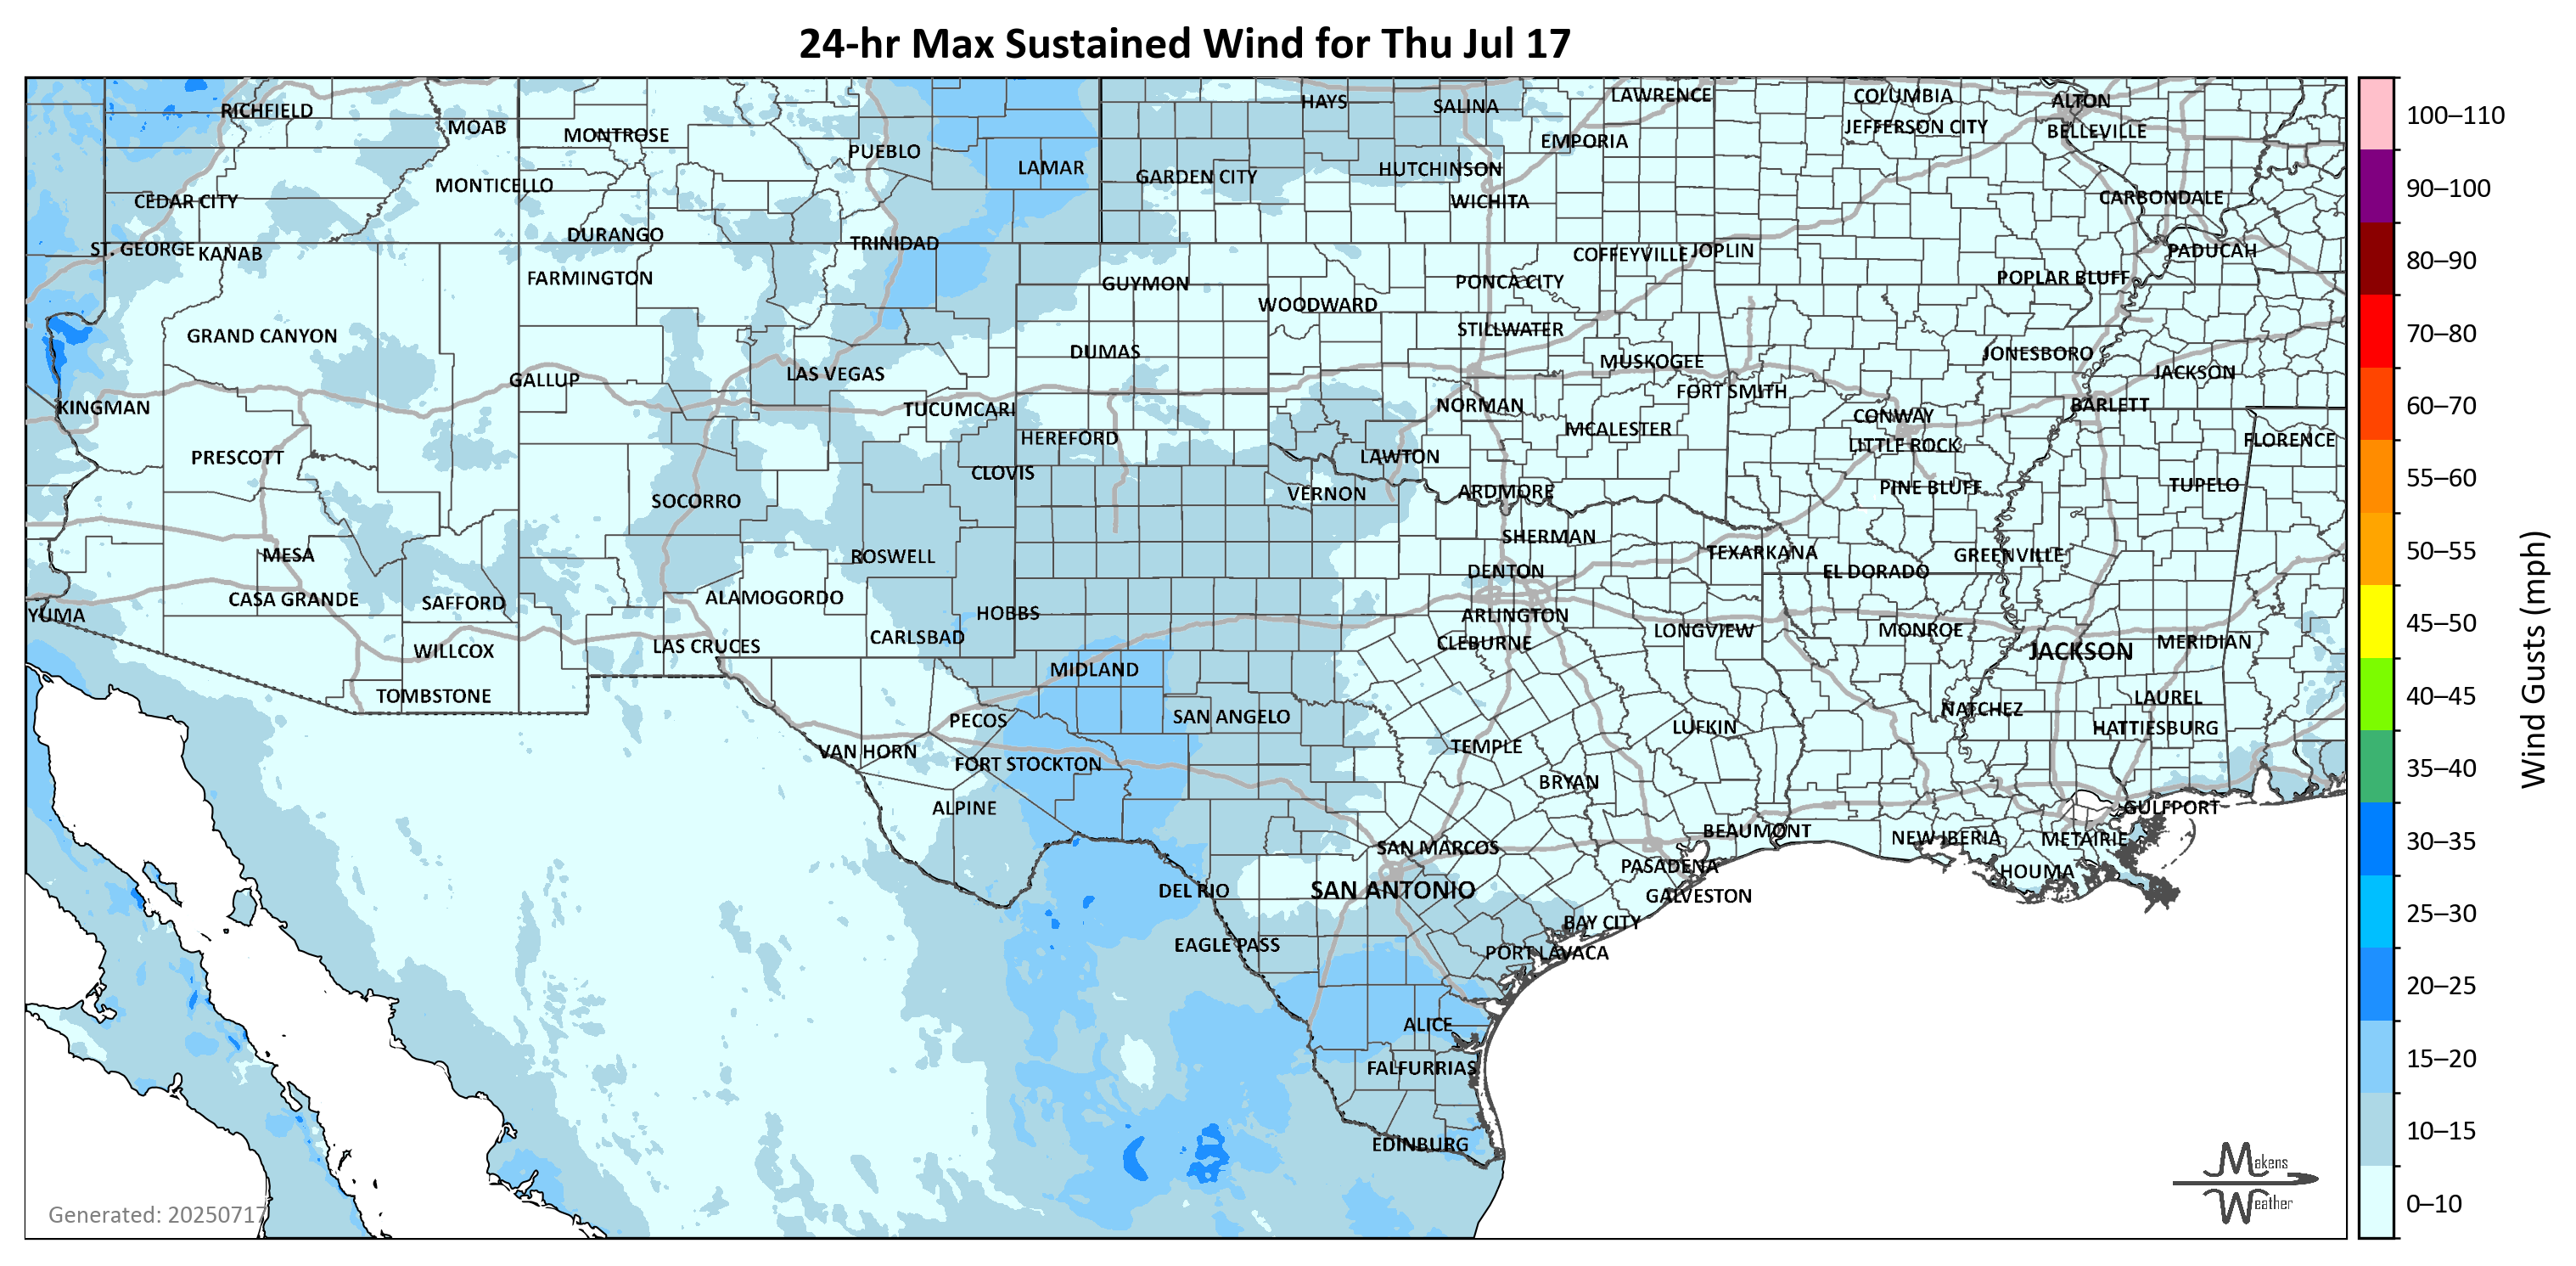 24-hr Max Sustained Wind for Thu Jul 17
RICHFIELD
MOAB
MONTROSE
PUEBLO
LAMAR
HAYS
SALINA
LAWRENCE
COLUMBIA
ALTON
JEFFERSON CITY
BELLEVILLE
EMPORIA
GARDEN CITY
HUTCHINSON
WICHITA
MONTICELLO
CEDAR CITY
CARBONDALE
DURANGO
TRINIDAD
ST. GEORGE
KANAB
COFFEYVILLE
JOPLIN
PADUCAH
FARMINGTON
GUYMON
PONCA CITY
POPLAR BLUFF
WOODWARD
GRAND CANYON
STILLWATER
DUMAS
MUSKOGEE
JONESBORO
JACKSON
GALLUP
LAS VEGAS
FORT SMITH
KINGMAN
TUCUMCARI
NORMAN
CONWAY
BARLETT
HEREFORD
MCALESTER
LITTLE ROCK
FLORENCE
PRESCOTT
CLOVIS
LAWTON
SOCORRO
VERNON
ARDMORE
PINE BLUFF
TUPELO
SHERMAN
MESA
ROSWELL
TEXARKANA
GREENVILLE
DENTON
EL DORADO
CASA GRANDE
SAFFORD
ALAMOGORDO
YUMA
HOBBS
ARLINGTON
LAS CRUCES
CARLSBAD
CLEBURNE
LONGVIEW
MONROE
MERIDIAN
WILLCOX
MIDLAND
JACKSON
TOMBSTONE
LAUREL
PECOS
SAN ANGELO
NATCHEZ
LUFKIN
HATTIESBURG
VAN HORN
FORT STOCKTON
TEMPLE
BRYAN
ALPINE
GULFPORT
BEAUMONT
NEW IBERIA
METAIRIE
SAN MARCOS
PASADENA
HOUMA
DEL RIO
SAN ANTONIO
GALVESTON
BAY CITY
EAGLE PASS
PORT LAVACA
ALICE
FALFURRIAS
EDINBURG
Generated: 20250717
Makens
Weather
100–110
90–100
80–90
70–80
60–70
55–60
50–55
45–50
40–45
35–40
30–35
25–30
20–25
15–20
10–15
0–10
Wind Gusts (mph)